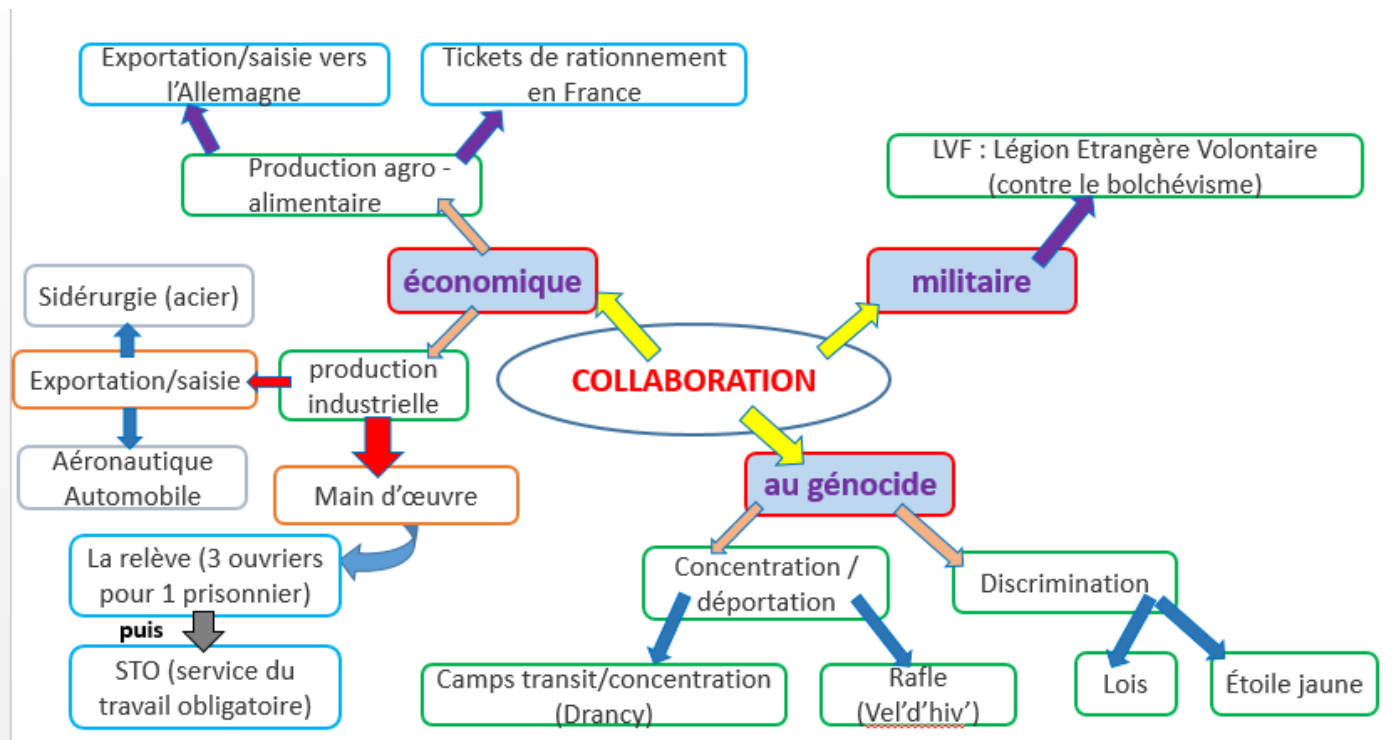 Exportation/saisie vers
l'Allemagne
Tickets de rationnement
en France
Production agro -
alimentaire
LVF : Légion Etrangère Volontaire
(contre le bolchévisme)
économique
militaire
Sidérurgie (acier)
Exportation/saisie
production
industrielle
COLLABORATION
Aéronautique
Automobile
Main d'œuvre
au génocide
La relève (3 ouvriers
pour 1 prisonnier)
puis
STO (service du
travail obligatoire)
Concentration /
déportation
Discrimination
Camps transit/concentration
(Drancy)
Rafle
(Vel'd'hiv')
Lois
Étoile jaune